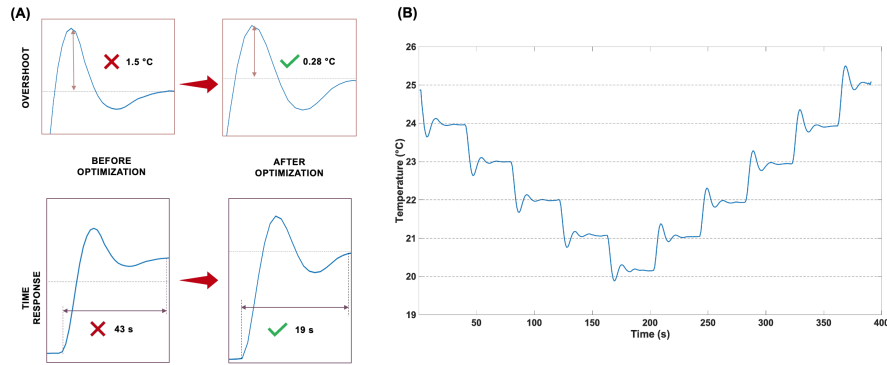 (A)
OVERSHOOT
1.5 °C
0.28 °C
BEFORE
OPTIMIZATION
AFTER
OPTIMIZATION
TIME
RESPONSE
43 s
19 s
(B)
Temperature (°C)
26
25
24
23
22
21
20
19
50
100
150
200
250
300
350
400
Time (s)